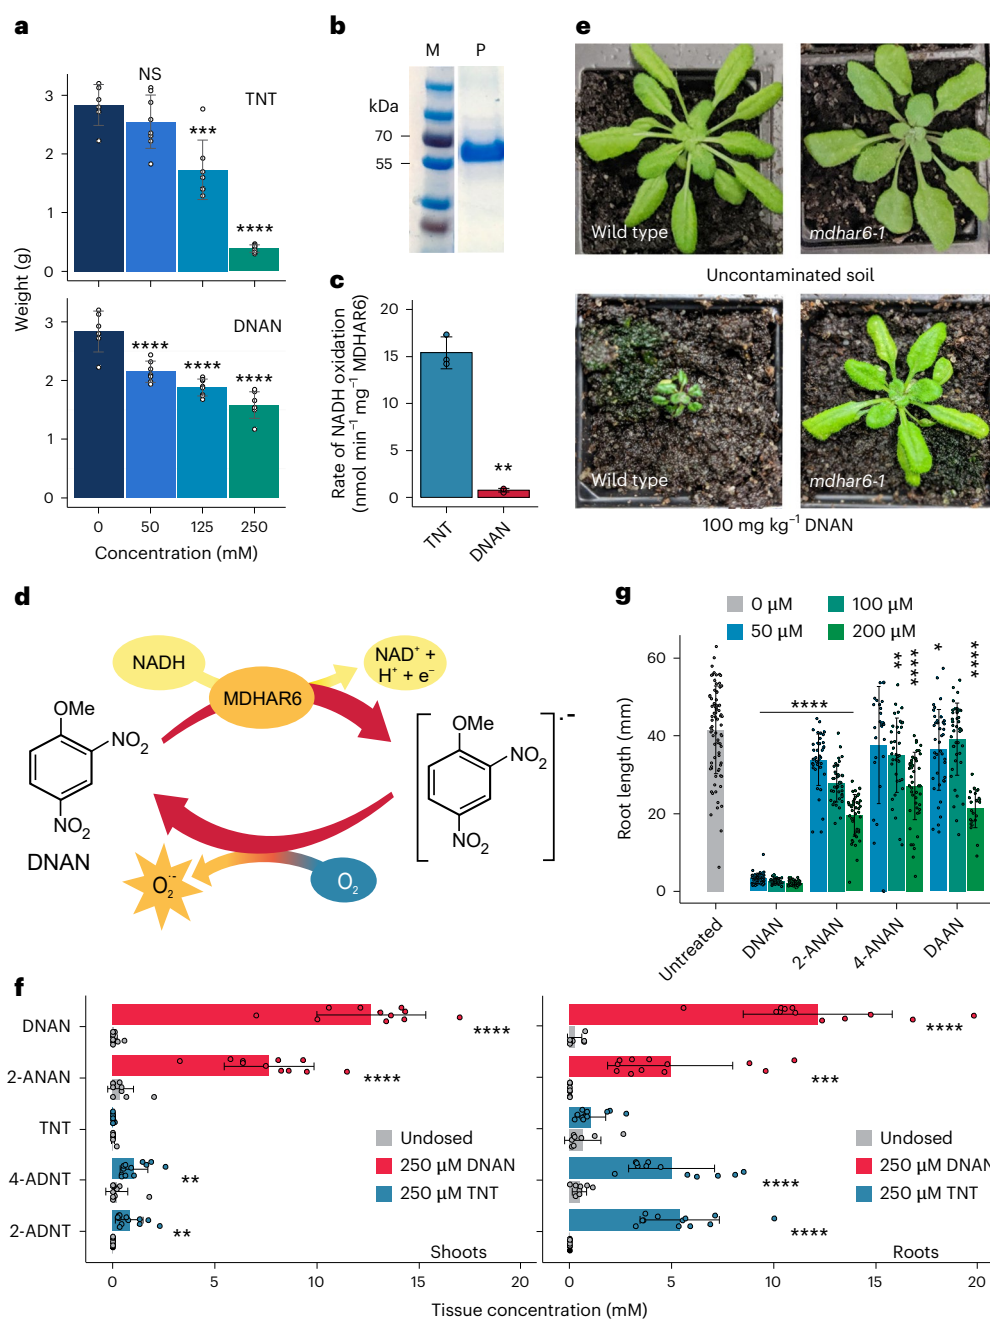 a
NS
TNT
***
****
3
2
1
0
Weight (g)
DNAN
****
****
****
3
2
1
0
0 50 125 250
Concentration (mM)
b
M P
kDa
70
55
c
20
15
10
5
0
Rate of NADH oxidation
(nmol min⁻¹ mg⁻¹ MDHAR6)
**
TNT
DNAN
e
Wild type
mdhar6-1
Uncontaminated soil
Wild type
mdhar6-1
100 mg kg⁻¹ DNAN
d
NADH
NAD⁺ +
H⁺ + e⁻
MDHAR6
OMe
NO₂
NO₂
DNAN
OMe
NO₂
NO₂
.-
O₂
O₂.-
g
0 µM
50 µM
100 µM
200 µM
60
40
20
0
Root length (mm)
****
**
****
*
****
Untreated
DNAN
2-ANAN
4-ANAN
DAAN
f
DNAN
2-ANAN
TNT
4-ADNT
2-ADNT
****
****
**
**
Undosed
250 µM DNAN
250 µM TNT
Shoots
0 5 10 15 20
****
***
****
****
Undosed
250 µM DNAN
250 µM TNT
Roots
0 5 10 15 20
Tissue concentration (mM)